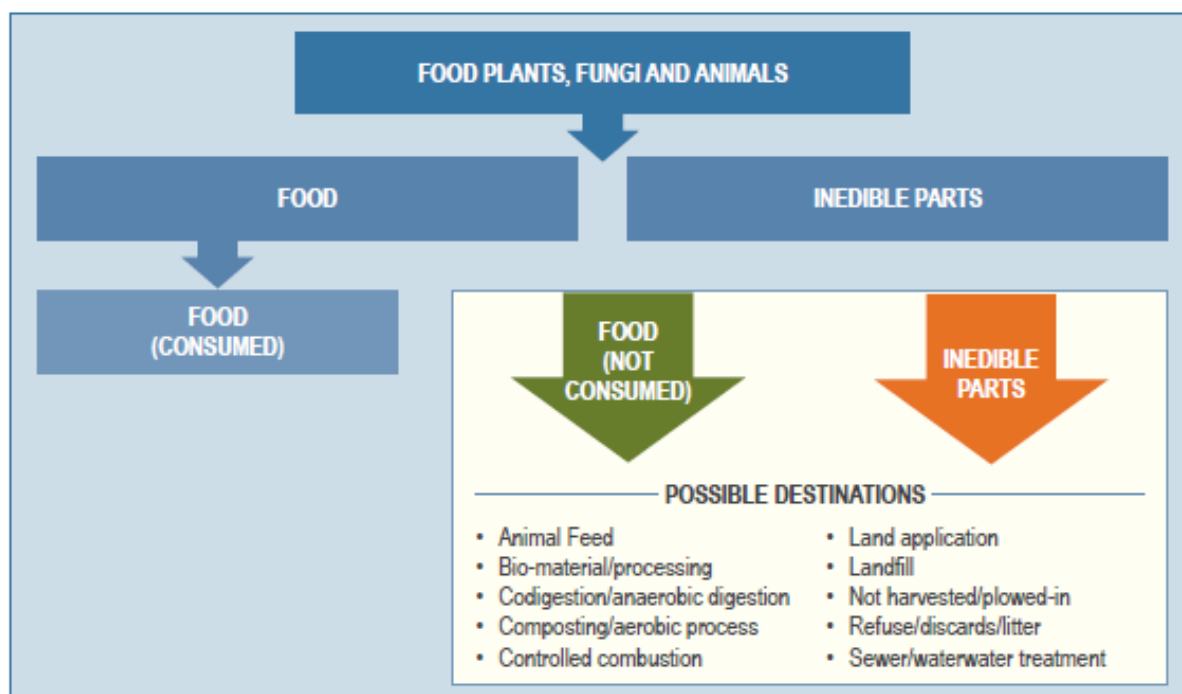 FOOD PLANTS, FUNGI AND ANIMALS
FOOD
INEDIBLE PARTS
FOOD
(CONSUMED)
FOOD
(NOT
CONSUMED)
INEDIBLE
PARTS
POSSIBLE DESTINATIONS
• Animal Feed
• Bio-material/processing
• Codigestion/anaerobic digestion
• Composting/aerobic process
• Controlled combustion
• Land application
• Landfill
• Not harvested/plowed-in
• Refuse/discards/litter
• Sewer/waterwater treatment